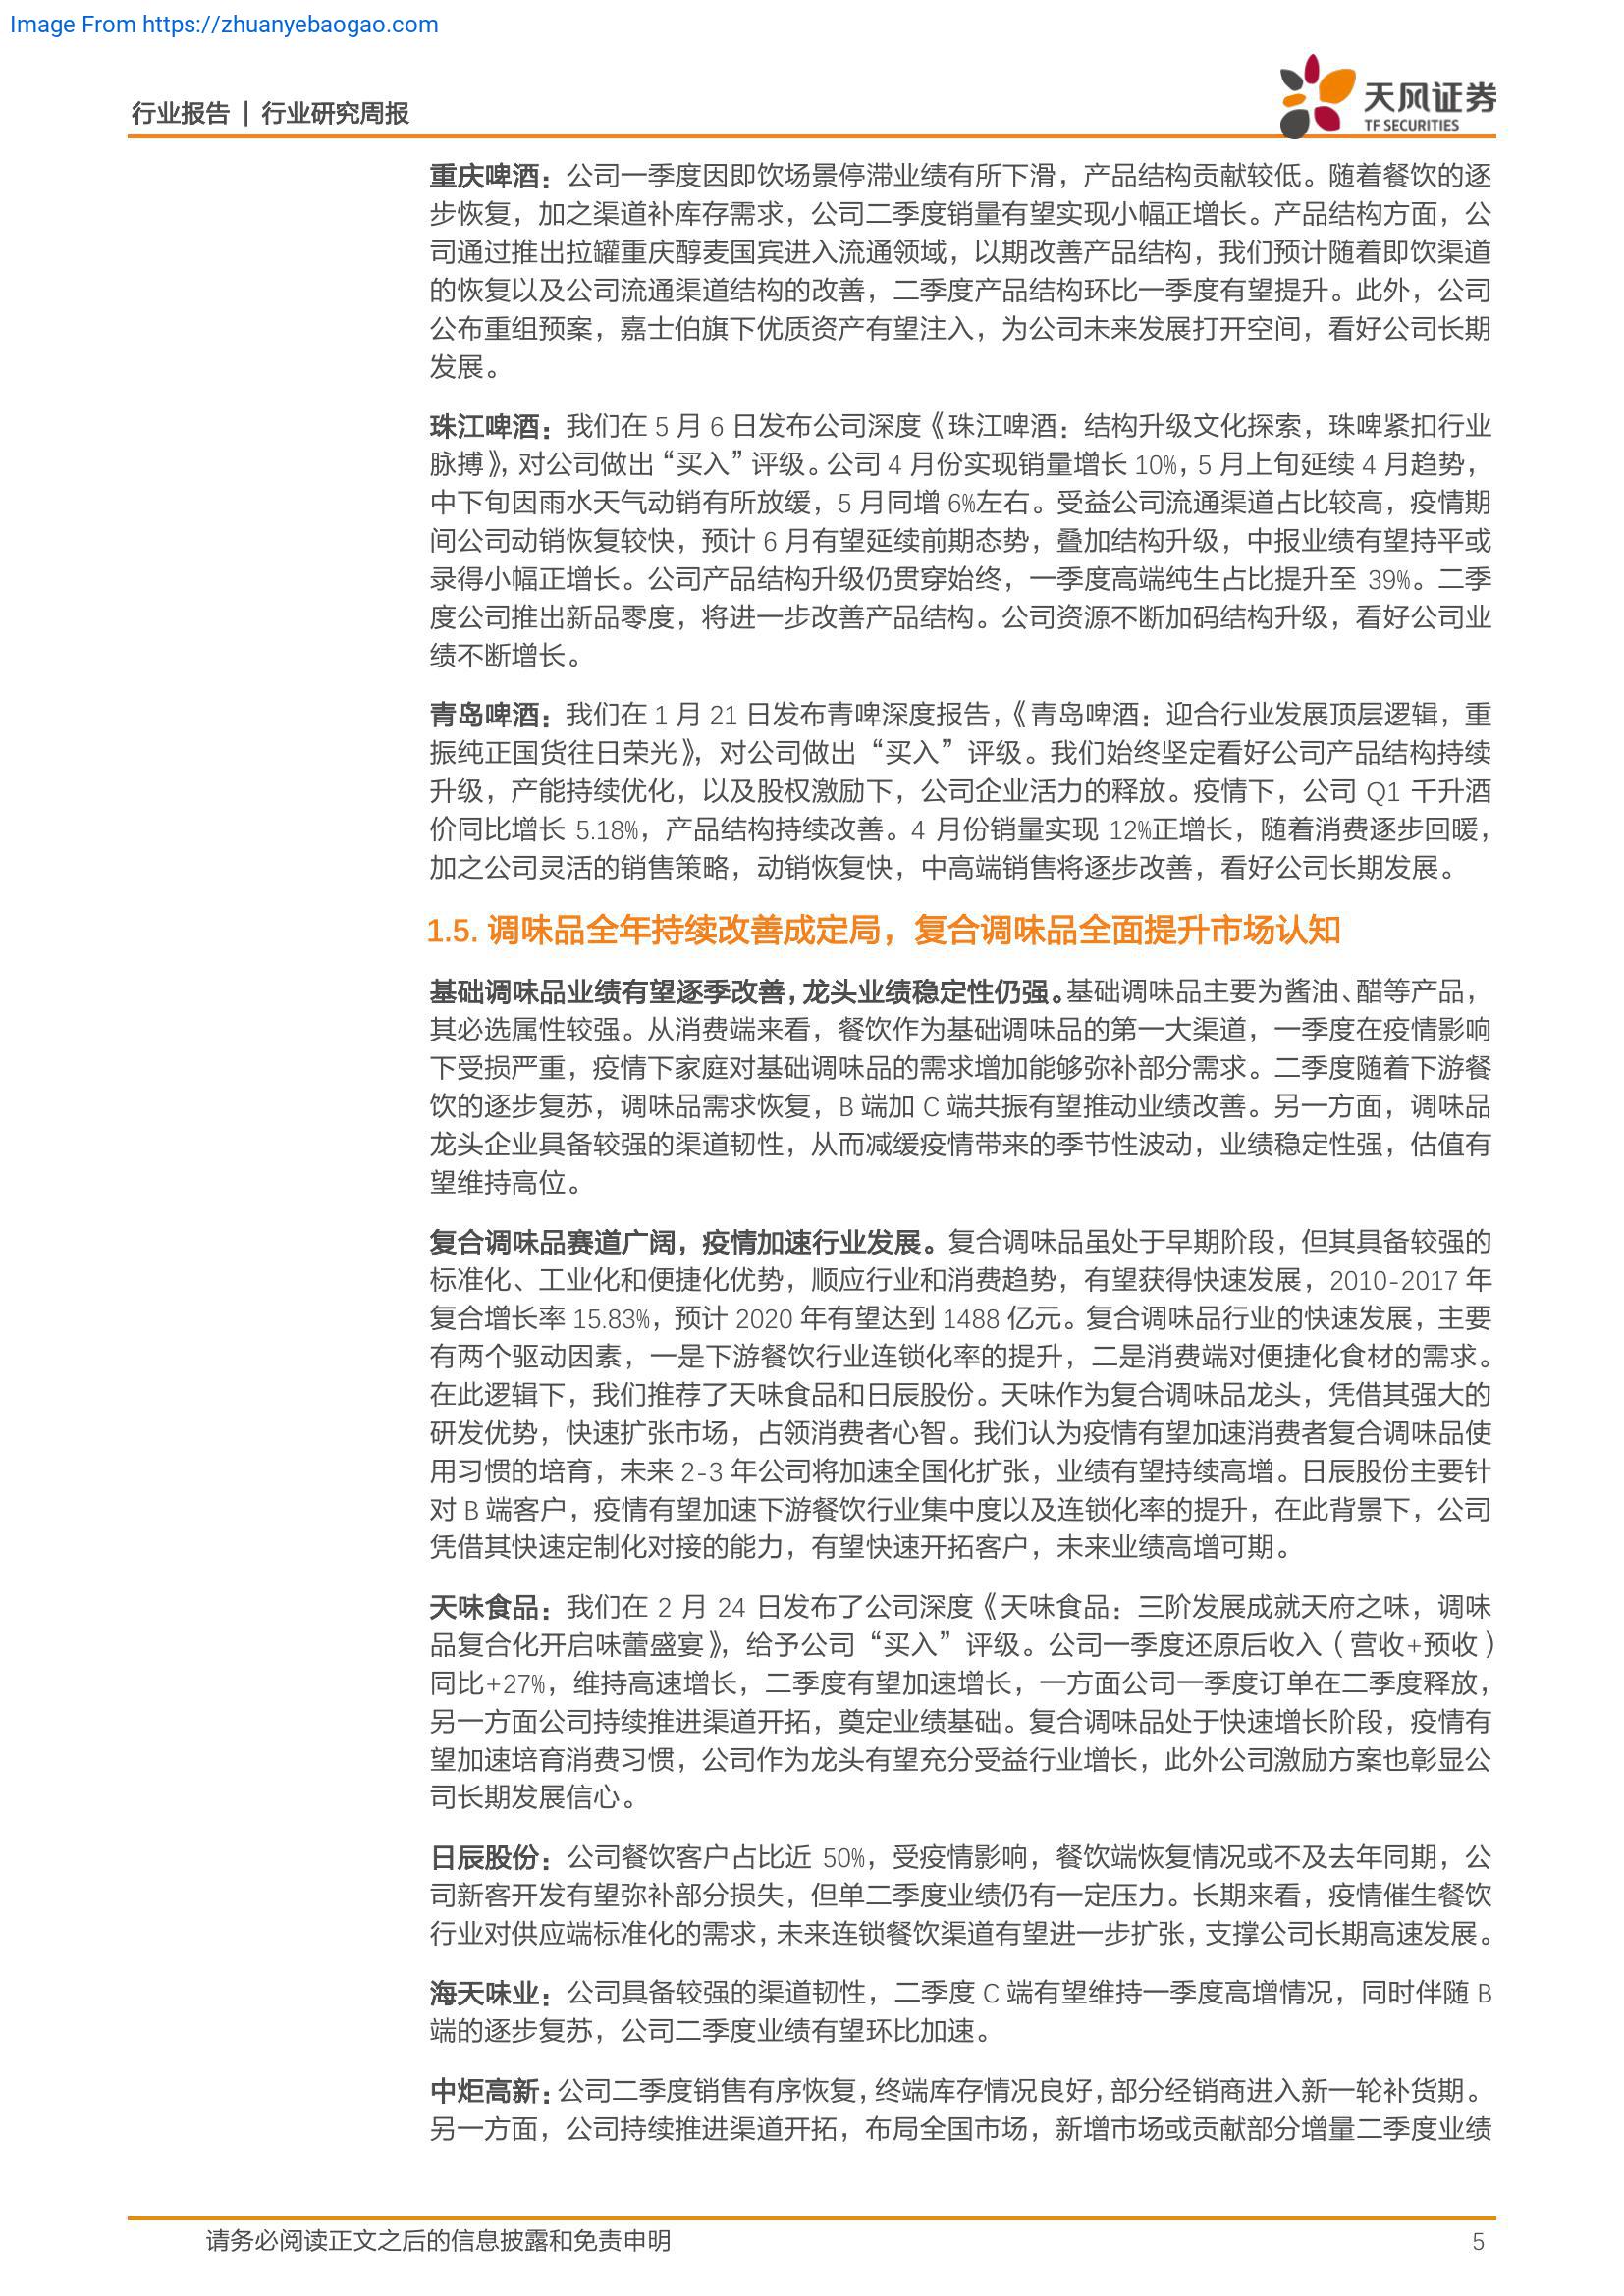 Image From https://zhuanyebaogao.com
行业报告 | 行业研究周报
天风证券
TF SECURITIES
重庆啤酒：公司一季度因即饮场景停滞业绩有所下滑，产品结构贡献较低。随着餐饮的逐
步恢复，加之渠道补库存需求，公司二季度销量有望实现小幅正增长。产品结构方面，公
司通过推出拉罐重庆醇麦国宾进入流通领域，以期改善产品结构，我们预计随着即饮渠道
的恢复以及公司流通渠道结构的改善，二季度产品结构环比一季度有望提升。此外，公司
公布重组预案，嘉士伯旗下优质资产有望注入，为公司未来发展打开空间，看好公司长期
发展。
珠江啤酒：我们在 5 月 6 日发布公司深度《珠江啤酒：结构升级文化探索，珠啤紧扣行业
脉搏》，对公司做出“买入”评级。公司 4 月份实现销量增长 10%，5 月上旬延续 4 月趋势，
中下旬因雨水天气动销有所放缓，5 月同增 6%左右。受益公司流通渠道占比较高，疫情期
间公司动销恢复较快，预计 6 月有望延续前期态势，叠加结构升级，中报业绩有望持平或
录得小幅正增长。公司产品结构升级仍贯穿始终，一季度高端纯生占比提升至 39%。二季
度公司推出新品零度，将进一步改善产品结构。公司资源不断加码结构升级，看好公司业
绩不断增长。
青岛啤酒：我们在 1 月 21 日发布青啤深度报告，《青岛啤酒：迎合行业发展顶层逻辑，重
振纯正国货往日荣光》，对公司做出“买入”评级。我们始终坚定看好公司产品结构持续
升级，产能持续优化，以及股权激励下，公司企业活力的释放。疫情下，公司 Q1 千升酒
价同比增长 5.18%，产品结构持续改善。4 月份销量实现 12%正增长，随着消费逐步回暖，
加之公司灵活的销售策略，动销恢复快，中高端销售将逐步改善，看好公司长期发展。
1.5. 调味品全年持续改善成定局，复合调味品全面提升市场认知
基础调味品业绩有望逐季改善，龙头业绩稳定性仍强。基础调味品主要为酱油、醋等产品，
其必选属性较强。从消费端来看，餐饮作为基础调味品的第一大渠道，一季度在疫情影响
下受损严重，疫情下家庭对基础调味品的需求增加能够弥补部分需求。二季度随着下游餐
饮的逐步复苏，调味品需求恢复，B 端加 C 端共振有望推动业绩改善。另一方面，调味品
龙头企业具备较强的渠道韧性，从而减缓疫情带来的季节性波动，业绩稳定性强，估值有
望维持高位。
复合调味品赛道广阔，疫情加速行业发展。复合调味品虽处于早期阶段，但其具备较强的
标准化、工业化和便捷化优势，顺应行业和消费趋势，有望获得快速发展，2010-2017 年
复合增长率 15.83%，预计 2020 年有望达到 1488 亿元。复合调味品行业的快速发展，主要
有两个驱动因素，一是下游餐饮行业连锁化率的提升，二是消费端对便捷化食材的需求。
在此逻辑下，我们推荐了天味食品和日辰股份。天味作为复合调味品龙头，凭借其强大的
研发优势，快速扩张市场，占领消费者心智。我们认为疫情有望加速消费者复合调味品使
用习惯的培育，未来 2-3 年公司将加速全国化扩张，业绩有望持续高增。日辰股份主要针
对 B 端客户，疫情有望加速下游餐饮行业集中度以及连锁化率的提升，在此背景下，公司
凭借其快速定制化对接的能力，有望快速开拓客户，未来业绩高增可期。
天味食品：我们在 2 月 24 日发布了公司深度《天味食品：三阶发展成就天府之味，调味
品复合化开启味蕾盛宴》，给予公司“买入”评级。公司一季度还原后收入（营收+预收）
同比+27%，维持高速增长，二季度有望加速增长，一方面公司一季度订单在二季度释放，
另一方面公司持续推进渠道开拓，奠定业绩基础。复合调味品处于快速增长阶段，疫情有
望加速培育消费习惯，公司作为龙头有望充分受益行业增长，此外公司激励方案也彰显公
司长期发展信心。
日辰股份：公司餐饮客户占比近 50%，受疫情影响，餐饮端恢复情况或不及去年同期，公
司新客开发有望弥补部分损失，但单二季度业绩仍有一定压力。长期来看，疫情催生餐饮
行业对供应端标准化的需求，未来连锁餐饮渠道有望进一步扩张，支撑公司长期高速发展。
海天味业：公司具备较强的渠道韧性，二季度 C 端有望维持一季度高增情况，同时伴随 B
端的逐步复苏，公司二季度业绩有望环比加速。
中炬高新：公司二季度销售有序恢复，终端库存情况良好，部分经销商进入新一轮补货期。
另一方面，公司持续推进渠道开拓，布局全国市场，新增市场或贡献部分增量二季度业绩
请务必阅读正文之后的信息披露和免责申明
5